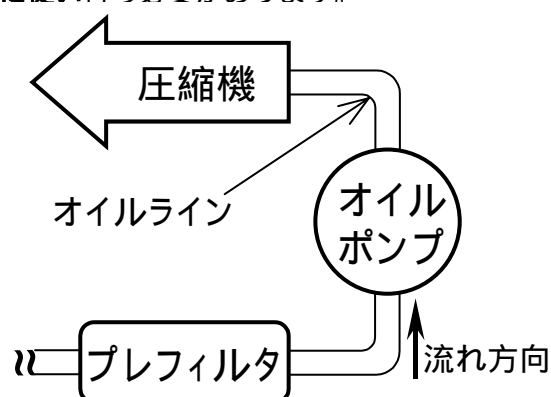 圧縮機
オイルライン
オイル
ポンプ
プレフィルタ
流れ方向